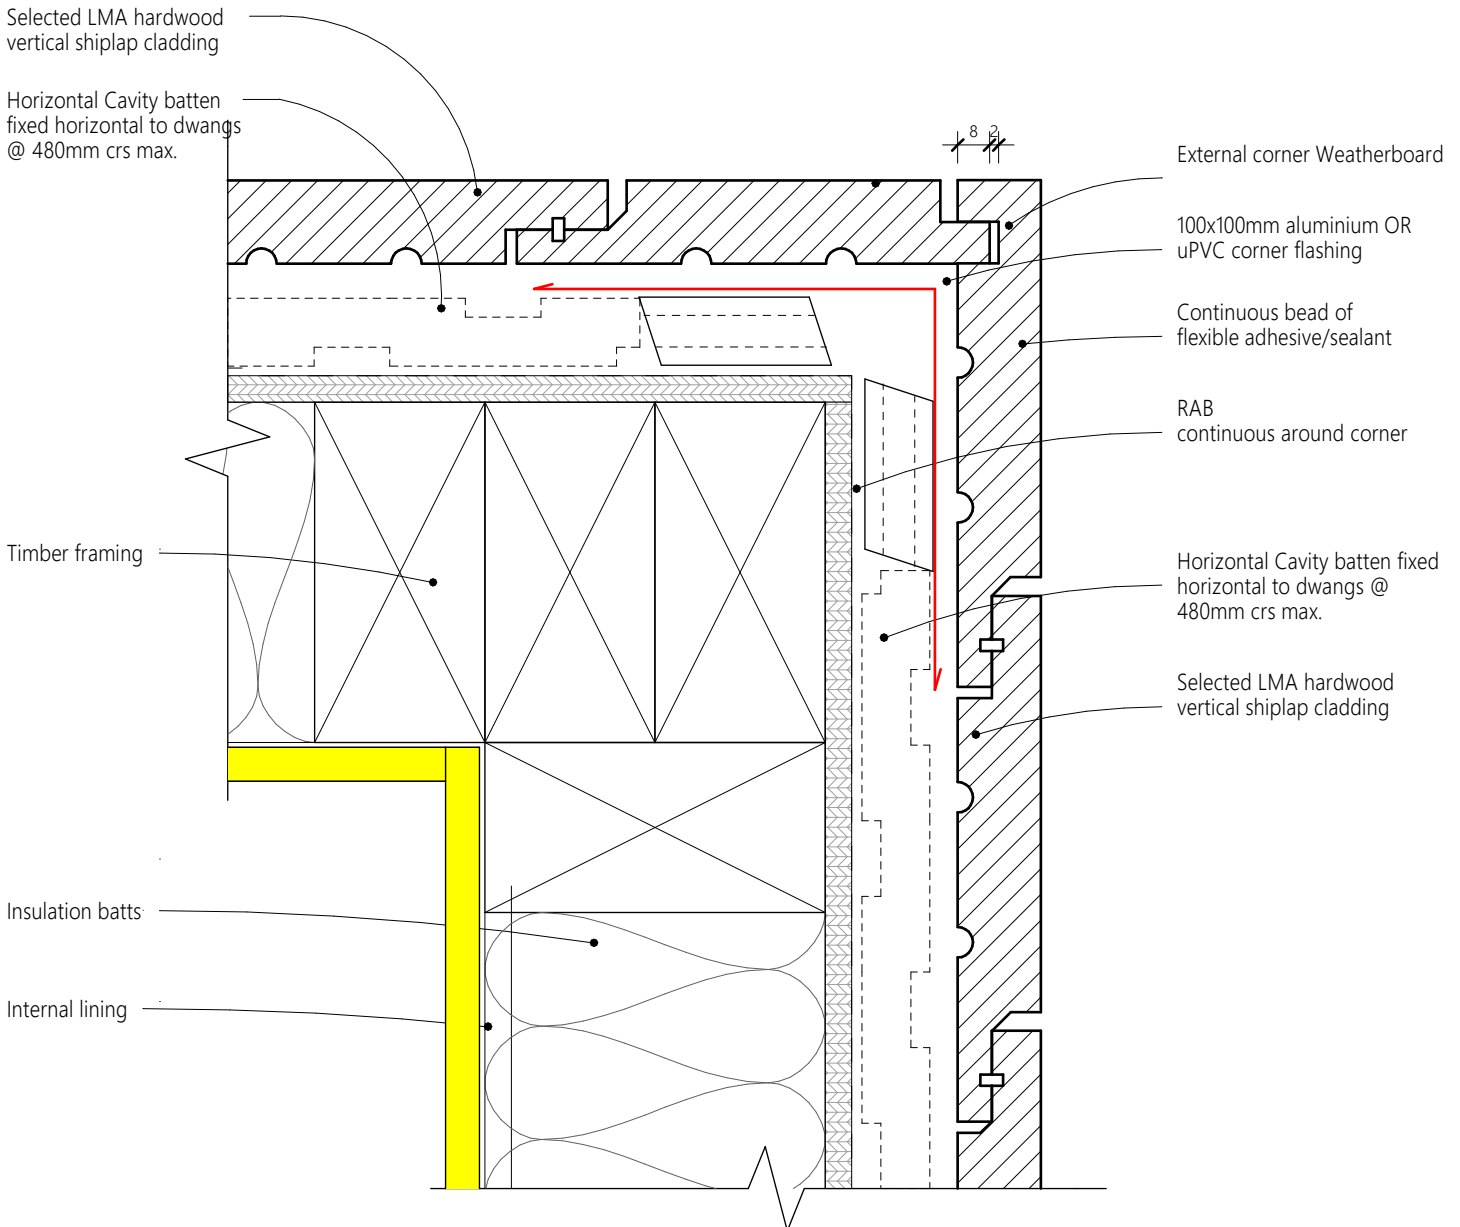 Selected LMA hardwood
vertical shiplap cladding
Horizontal Cavity batten
fixed horizontal to dwangs
@ 480mm crs max.
Timber framing
Insulation batts
Internal lining
8 2
External corner Weatherboard
100x100mm aluminium OR
uPVC corner flashing
Continuous bead of
flexible adhesive/sealant
RAB
continuous around corner
Horizontal Cavity batten fixed
horizontal to dwangs @
480mm crs max.
Selected LMA hardwood
vertical shiplap cladding